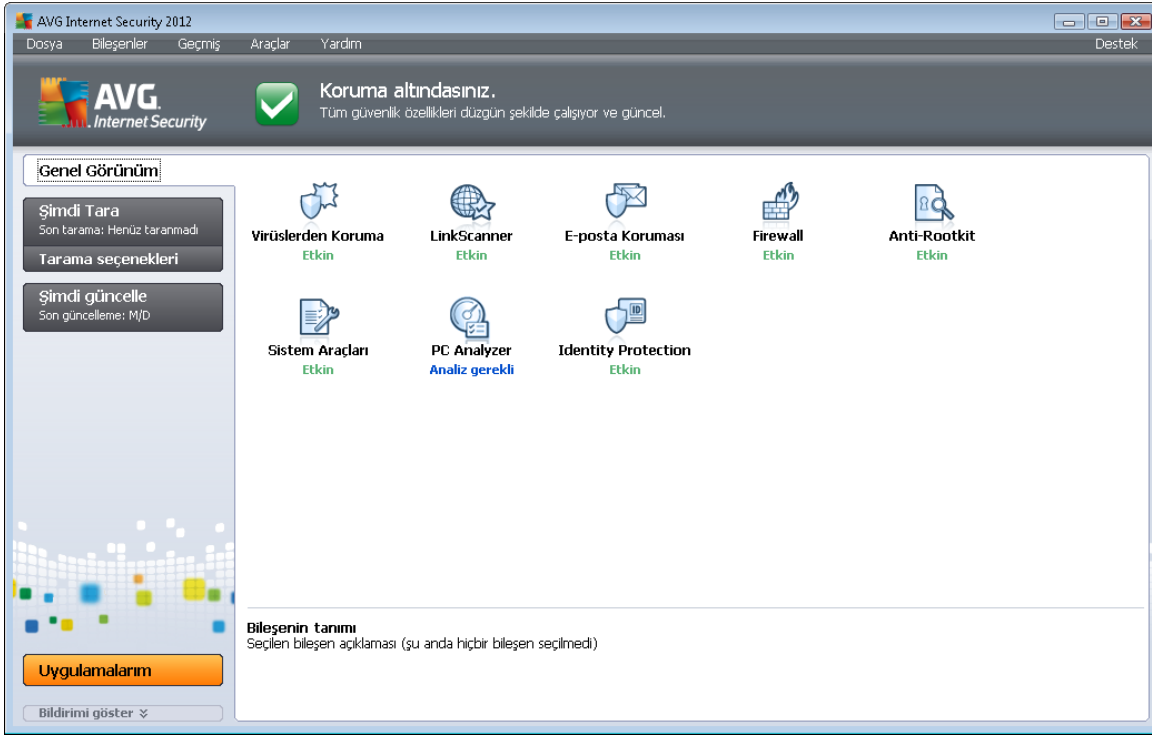 AVG Internet Security 2012
Dosya Bileşenler Geçmiş Araçlar Yardım Destek
AVG.
Internet Security
Koruma altındasınız.
Tüm güvenlik özellikleri düzgün şekilde çalışıyor ve güncel.
Genel Görünüm
Şimdi Tara
Son tarama: Henüz taranmadı
Tarama seçenekleri
Şimdi güncelle
Son güncelleme: M/D
Virüslerden Koruma
Etkin
LinkScanner
Etkin
E-posta Koruması
Etkin
Firewall
Etkin
Anti-Rootkit
Etkin
Sistem Araçları
Etkin
PC Analyzer
Analiz gerekli
ID
Identity Protection
Etkin
Bileşenin tanımı
Seçilen bileşen açıklaması (şu anda hiçbir bileşen seçilmedi)
Uygulamalarım
Bildirimi göster